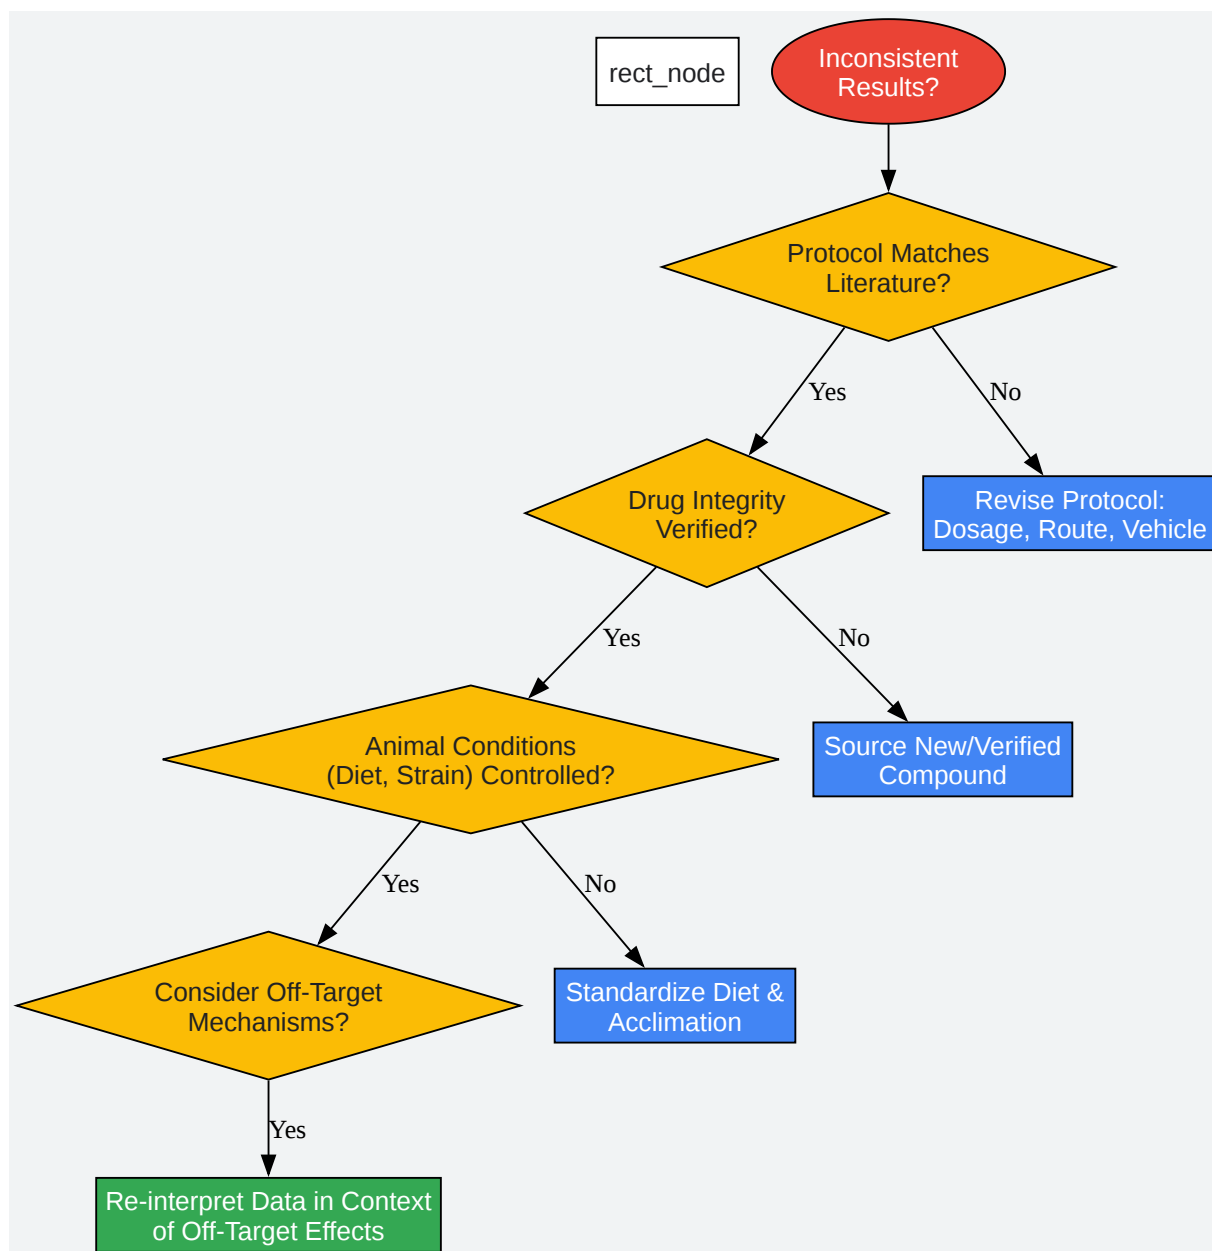 rect_node
Inconsistent
Results?
Protocol Matches
Literature?
Yes
No
Drug Integrity
Verified?
Revise Protocol:
Dosage, Route, Vehicle
Yes
No
Animal Conditions
(Diet, Strain) Controlled?
Source New/Verified
Compound
Yes
No
Consider Off-Target
Mechanisms?
Standardize Diet &
Acclimation
Yes
Re-interpret Data in Context
of Off-Target Effects